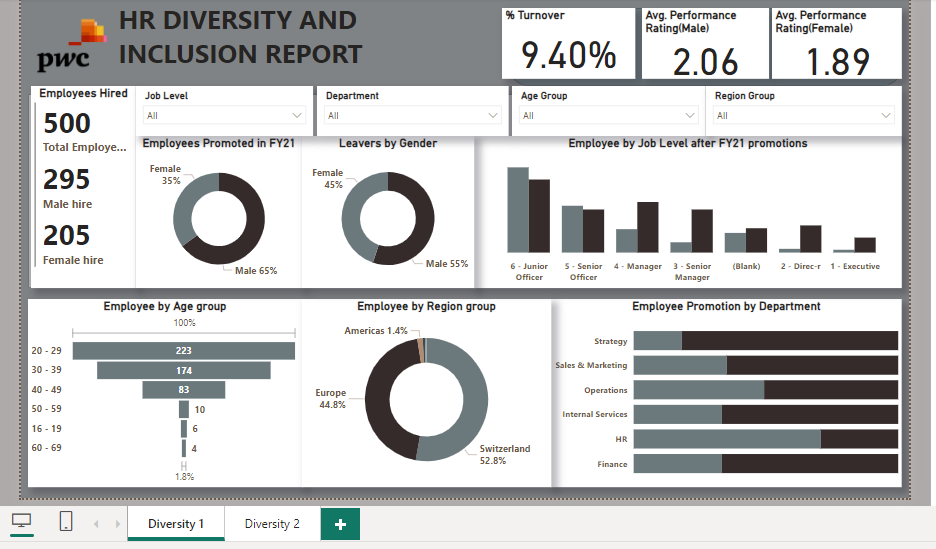 pwc
HR DIVERSITY AND
INCLUSION REPORT
% Turnover
9.40%
Avg. Performance
Rating(Male)
2.06
Avg. Performance
Rating(Female)
1.89
Employees Hired
500
Total Employe...
295
Male hire
205
Female hire
Job Level
All
Department
All
Age Group
All
Region Group
All
Employees Promoted in FY21
Female
35%
Male 65%
Leavers by Gender
Female
45%
Male 55%
Employee by Job Level after FY21 promotions
6 - Junior
Officer
5 - Senior
Officer
4 - Manager
3 - Senior
Manager
(Blank)
2 - Direc-r
1 - Executive
Employee by Age group
100%
20 - 29
223
30 - 39
174
40 - 49
83
50 - 59
10
16 - 19
6
60 - 69
4
1.8%
Employee by Region group
Americas 1.4%
Europe
44.8%
Switzerland
52.8%
Employee Promotion by Department
Strategy
Sales & Marketing
Operations
Internal Services
HR
Finance
Diversity 1
Diversity 2
+